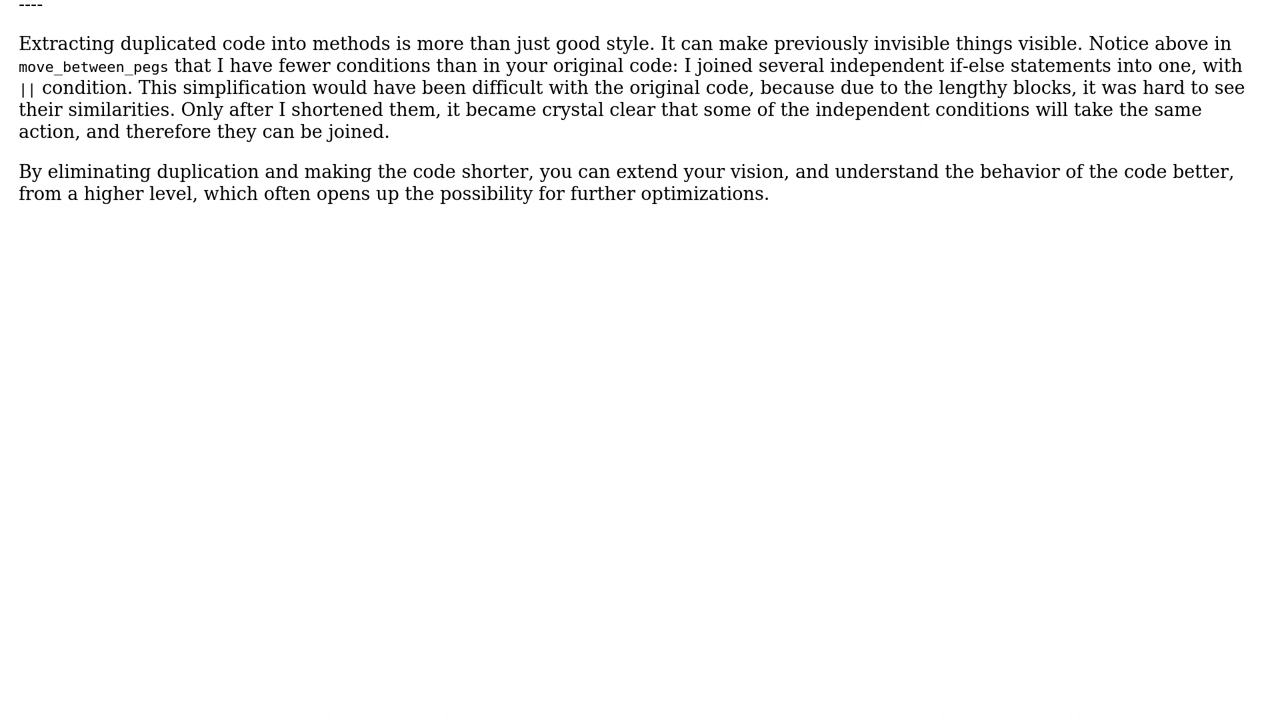 ----
Extracting duplicated code into methods is more than just good style. It can make previously invisible things visible. Notice above in
move_between_pegs that I have fewer conditions than in your original code: I joined several independent if-else statements into one, with
|| condition. This simplification would have been difficult with the original code, because due to the lengthy blocks, it was hard to see
their similarities. Only after I shortened them, it became crystal clear that some of the independent conditions will take the same
action, and therefore they can be joined.
By eliminating duplication and making the code shorter, you can extend your vision, and understand the behavior of the code better,
from a higher level, which often opens up the possibility for further optimizations.